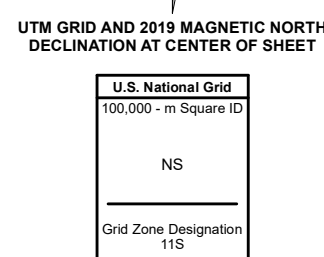 UTM GRID AND 2019 MAGNETIC NORTH
DECLINATION AT CENTER OF SHEET
U.S. National Grid
100,000 - m Square ID
NS
Grid Zone Designation
11S